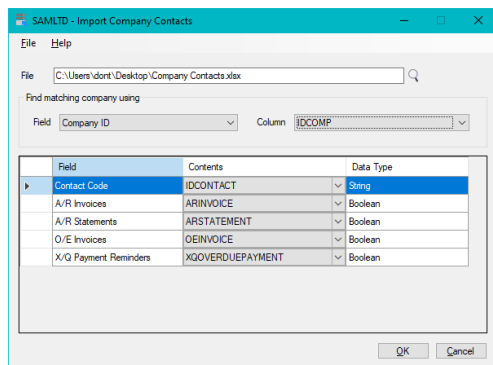 SAMLTD - Import Company Contacts
File Help
File C:\Users\dont\Desktop\Company Contacts.xlsx
Find matching company using
Field Company ID Column IDCOMP
Field Contents Data Type
Contact Code IDCONTACT String
A/R Invoices ARINVOICE Boolean
A/R Statements ARSTATEMENT Boolean
O/E Invoices OEINVOICE Boolean
X/Q Payment Reminders XQOVERDUEPAYMENT Boolean
OK Cancel